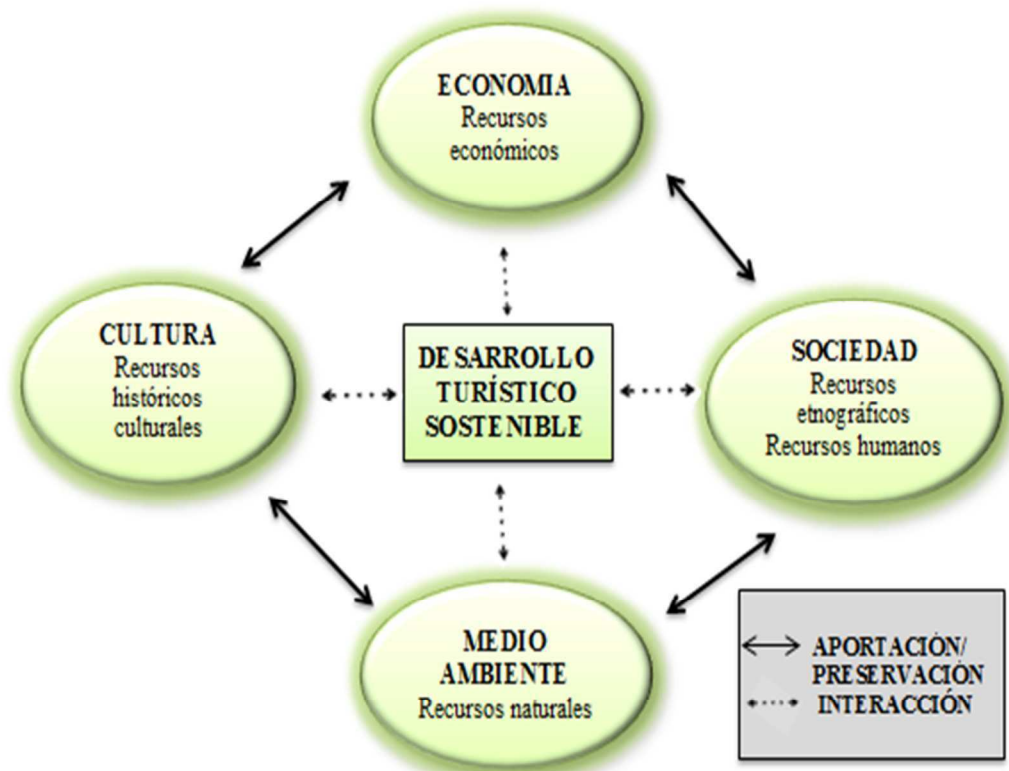 ECONOMIA
Recursos
económicos
CULTURA
Recursos
históricos
culturales
DESARROLLO
TURÍSTICO
SOSTENIBLE
SOCIEDAD
Recursos
etnográficos
Recursos humanos
MEDIO
AMBIENTE
Recursos naturales
APORTACIÓN/
PRESERVACIÓN
INTERACCIÓN